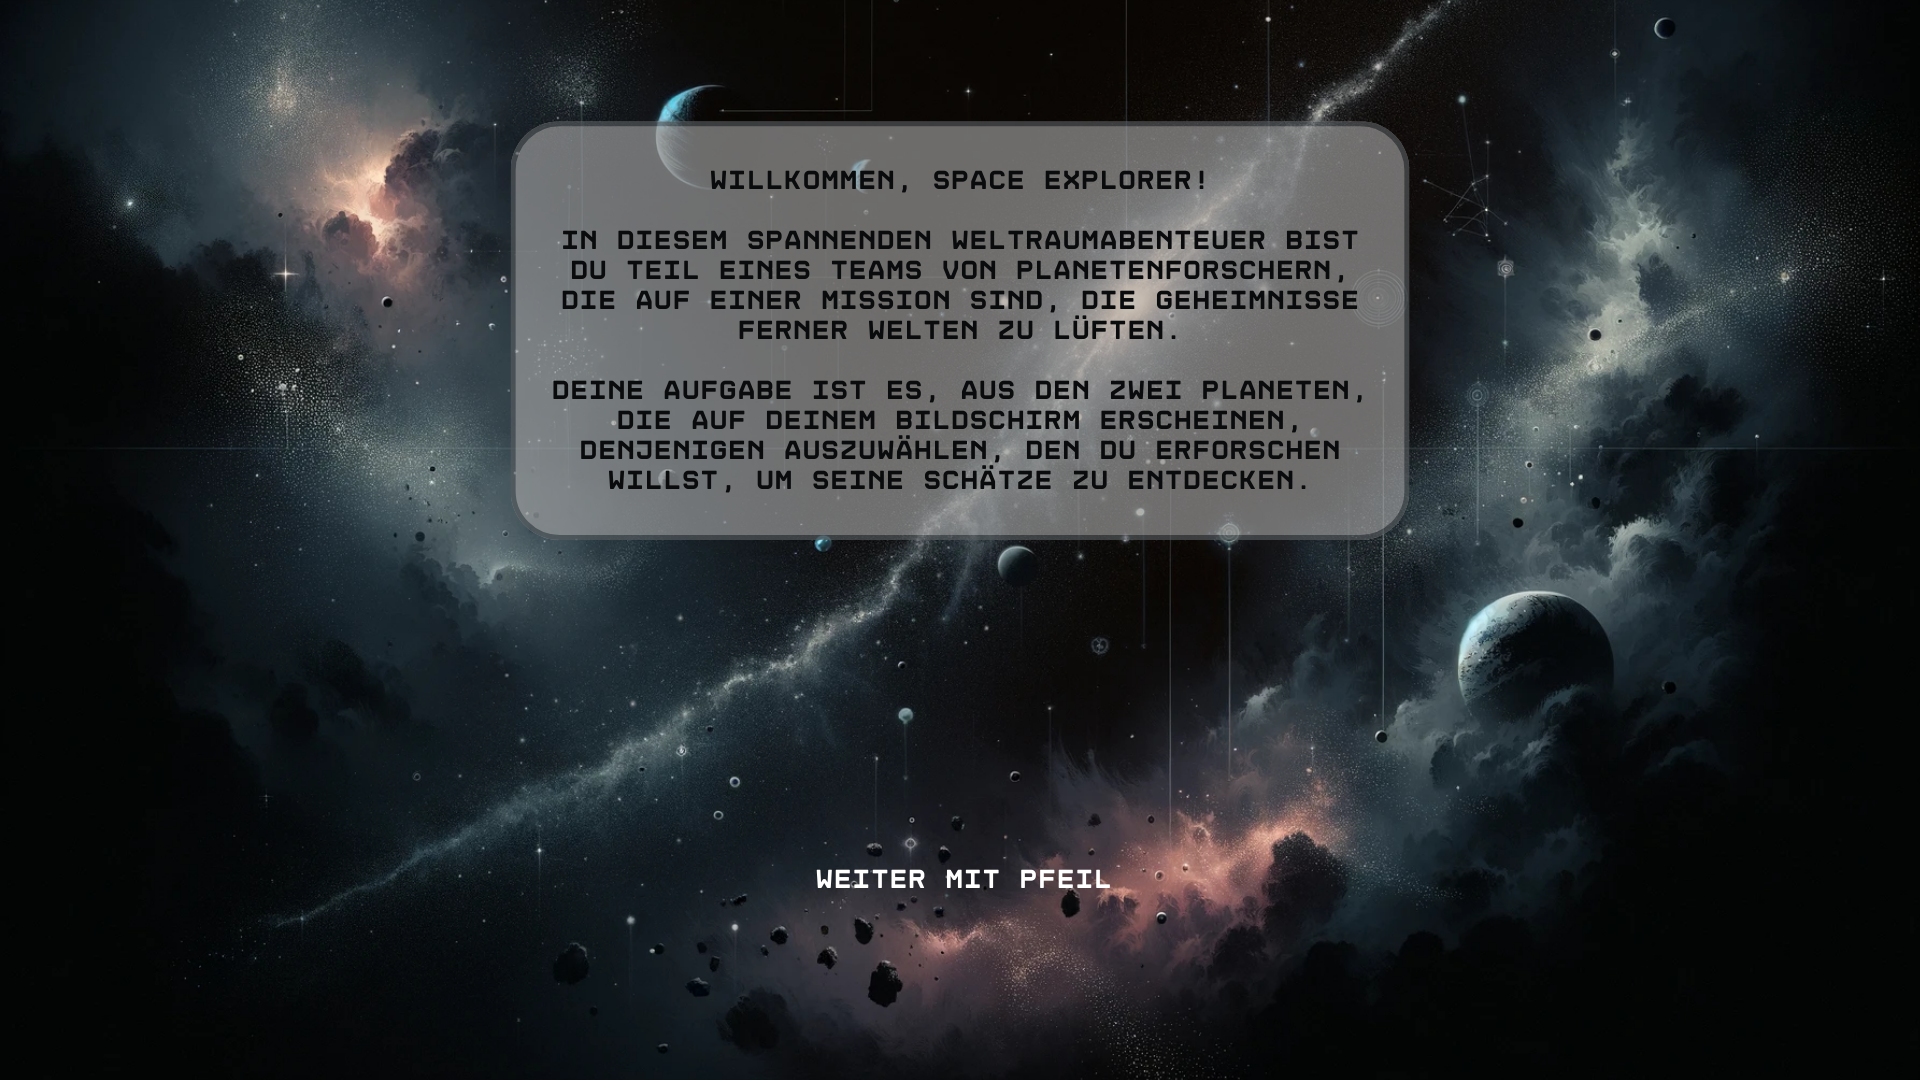 WILLKOMMEN, SPACE EXPLORER!
IN DIESEM SPANNENDEN WELTRAUMABENTEUER BIST
DU TEIL EINES TEAMS VON PLANETENFORSCHERN,
DIE AUF EINER MISSION SIND, DIE GEHEIMNISSE
FERNER WELTEN ZU LÜFTEN.
DEINE AUFGABE IST ES, AUS DEN ZWEI PLANETEN,
DIE AUF DEINEM BILDSCHIRM ERSCHEINEN,
DENJENIGEN AUSZUWÄHLEN, DEN DU ERFORSCHEN
WILLST, UM SEINE SCHÄTZE ZU ENTDECKEN.
WEITER MIT PFEIL